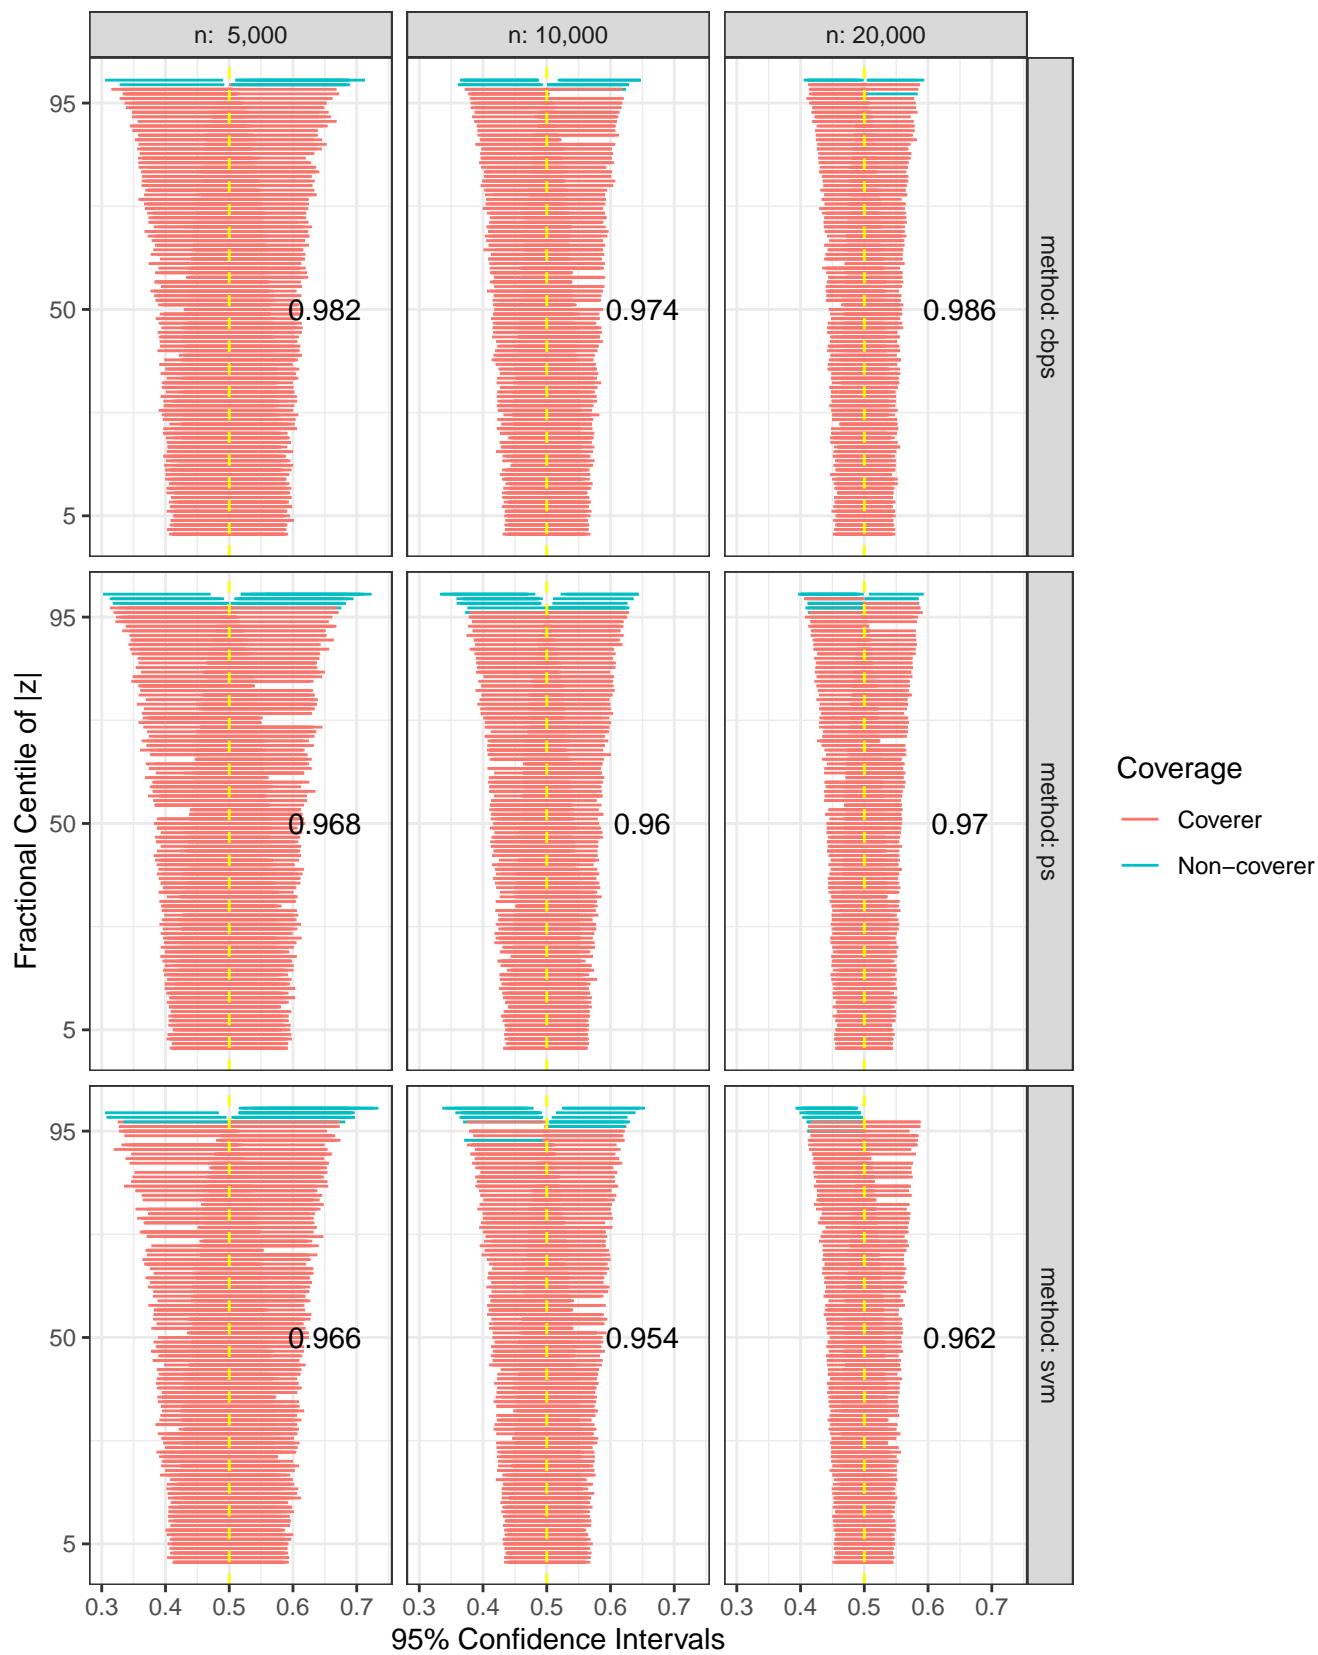 n: 5,000
n: 10,000
n: 20,000
95
50
5
0.982
0.974
0.986
method: cbps
95
50
5
0.968
0.96
0.97
method: ps
95
50
5
0.966
0.954
0.962
method: svm
Fractional Centile of |z|
0.3 0.4 0.5 0.6 0.7
0.3 0.4 0.5 0.6 0.7
0.3 0.4 0.5 0.6 0.7
95% Confidence Intervals
Coverage
Coverer
Non−coverer